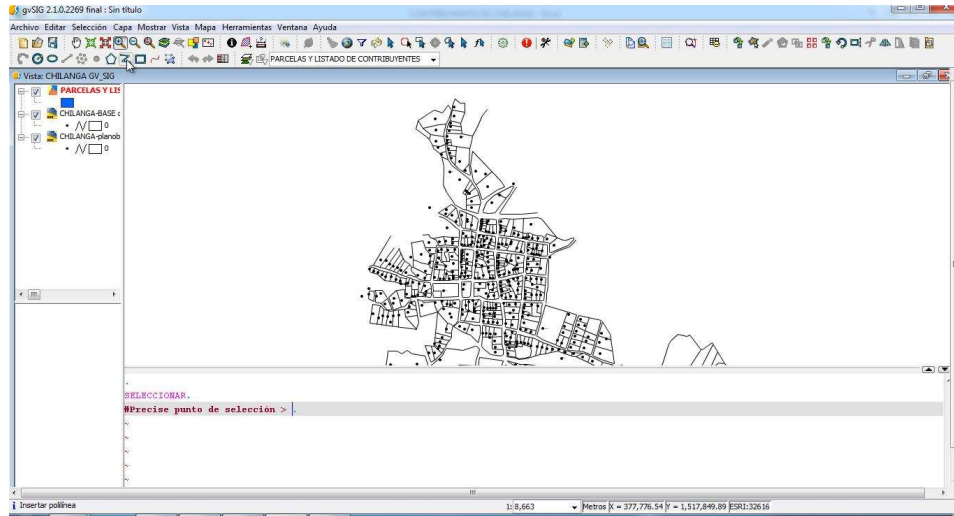 gvSIG 2.1.0.2269 final : Sin título
Archivo Editar Selección Capa Mostrar Vista Mapa Herramientas Ventana Ayuda
PARCELAS Y LISTADO DE CONTRIBUYENTES
Vista: CHILANGA GV_SIG
PARCELAS Y LIS
CHILANGA-BASE c
0
CHILANGA-planob
0
.
SELECCIONAR.
#Precise punto de selección > .
~
~
~
~
Insertar polilínea
1: 8,663
Metros X = 377,776.54 Y = 1,517,849.89 ESRI:32616